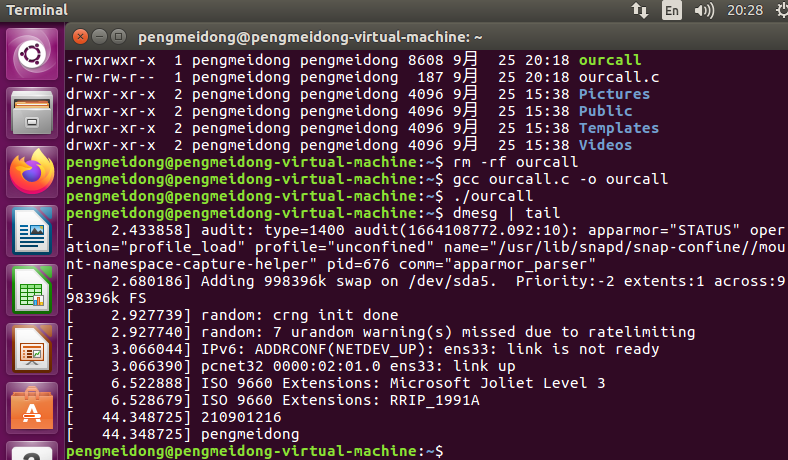 Terminal
En
20:28
pengmeidong@pengmeidong-virtual-machine: ~
-rwxrwxr-x  1 pengmeidong pengmeidong 8608 9月  25 20:18 ourcall
-rw-rw-r--  1 pengmeidong pengmeidong  187 9月  25 20:18 ourcall.c
drwxr-xr-x  2 pengmeidong pengmeidong 4096 9月  25 15:38 Pictures
drwxr-xr-x  2 pengmeidong pengmeidong 4096 9月  25 15:38 Public
drwxr-xr-x  2 pengmeidong pengmeidong 4096 9月  25 15:38 Templates
drwxr-xr-x  2 pengmeidong pengmeidong 4096 9月  25 15:38 Videos
pengmeidong@pengmeidong-virtual-machine:~$ rm -rf ourcall
pengmeidong@pengmeidong-virtual-machine:~$ gcc ourcall.c -o ourcall
pengmeidong@pengmeidong-virtual-machine:~$ ./ourcall
pengmeidong@pengmeidong-virtual-machine:~$ dmesg | tail
[    2.433858] audit: type=1400 audit(1664108772.092:10): apparmor="STATUS" oper
ation="profile_load" profile="unconfined" name="/usr/lib/snapd/snap-confine//mou
nt-namespace-capture-helper" pid=676 comm="apparmor_parser"
[    2.680186] Adding 998396k swap on /dev/sda5.  Priority:-2 extents:1 across:9
98396k FS
[    2.927739] random: crng init done
[    2.927740] random: 7 urandom warning(s) missed due to ratelimiting
[    3.066044] IPv6: ADDRCONF(NETDEV_UP): ens33: link is not ready
[    3.066390] pcnet32 0000:02:01.0 ens33: link up
[    6.522888] ISO 9660 Extensions: Microsoft Joliet Level 3
[    6.528679] ISO 9660 Extensions: RRIP_1991A
[   44.348725] 210901216
[   44.348725] pengmeidong
pengmeidong@pengmeidong-virtual-machine:~$